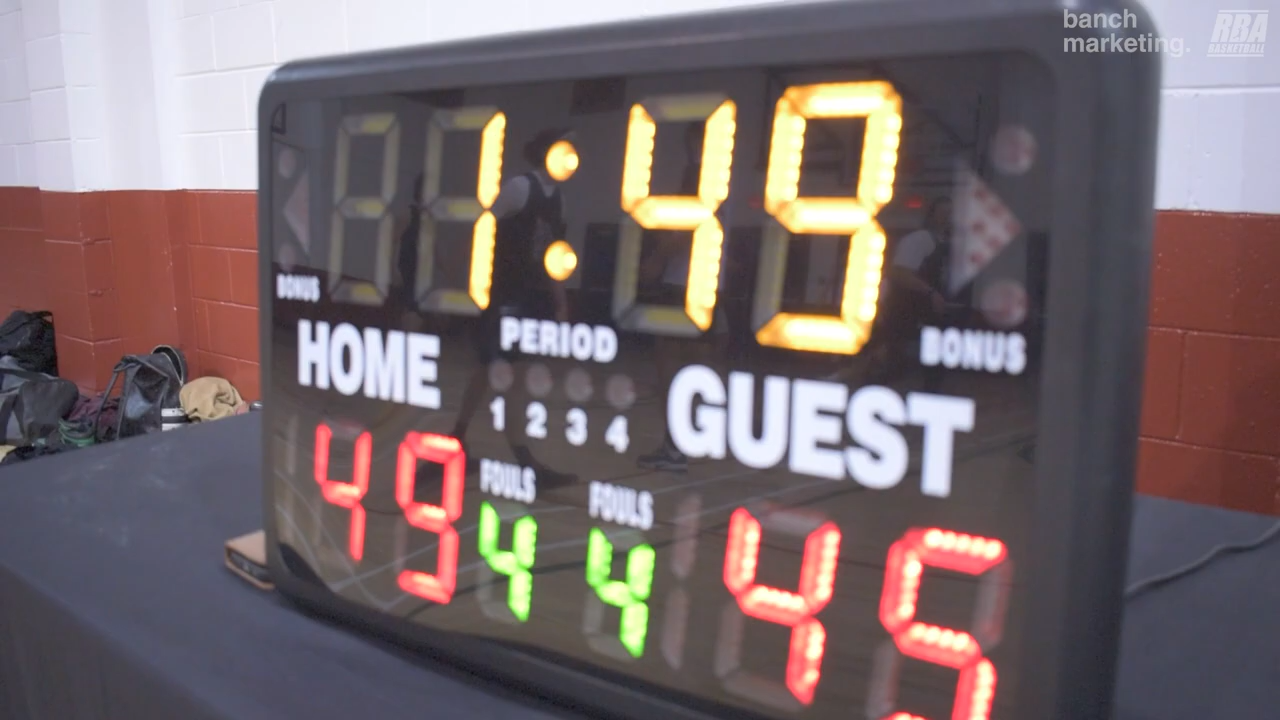 banch
marketing.
RBA
BASKETBALL
1:49
BONUS
BONUS
HOME
PERIOD
GUEST
1 2 3 4
FOULS
FOULS
49
4
4
45